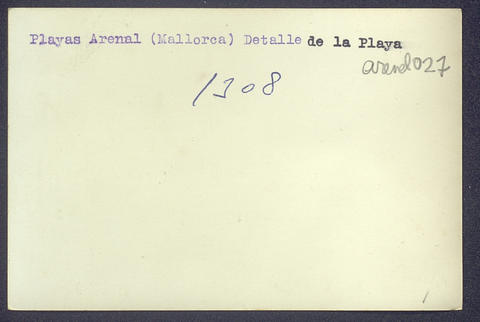 Playas Arenal (Mallorca) Detalle de la Playa
arenal027
1308